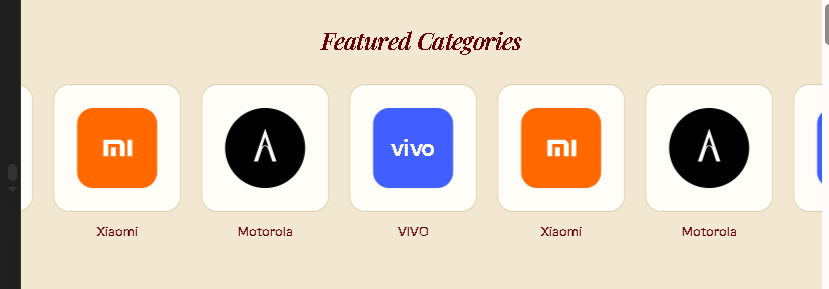 Featured Categories
mi
vivo
mi
Xiaomi
Motorola
VIVO
Xiaomi
Motorola